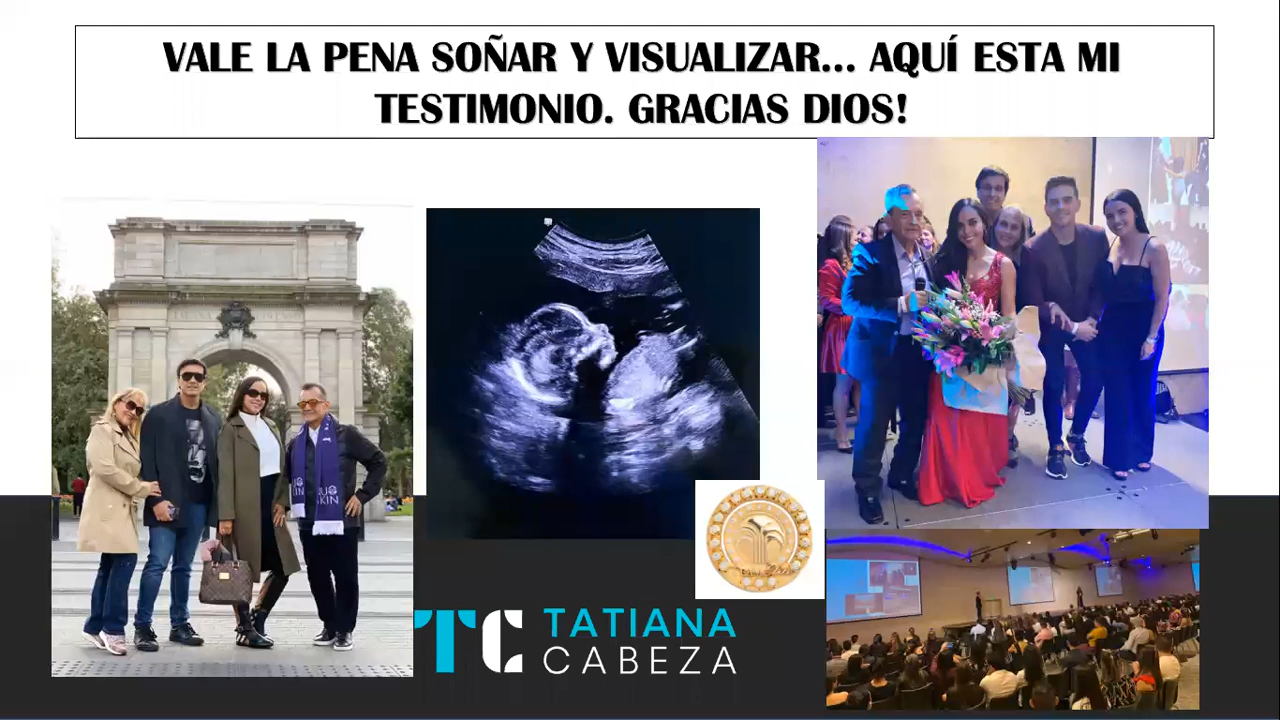 VALE LA PENA SOÑAR Y VISUALIZAR... AQUÍ ESTA MI
TESTIMONIO. GRACIAS DIOS!
TC TATIANA
CABEZA